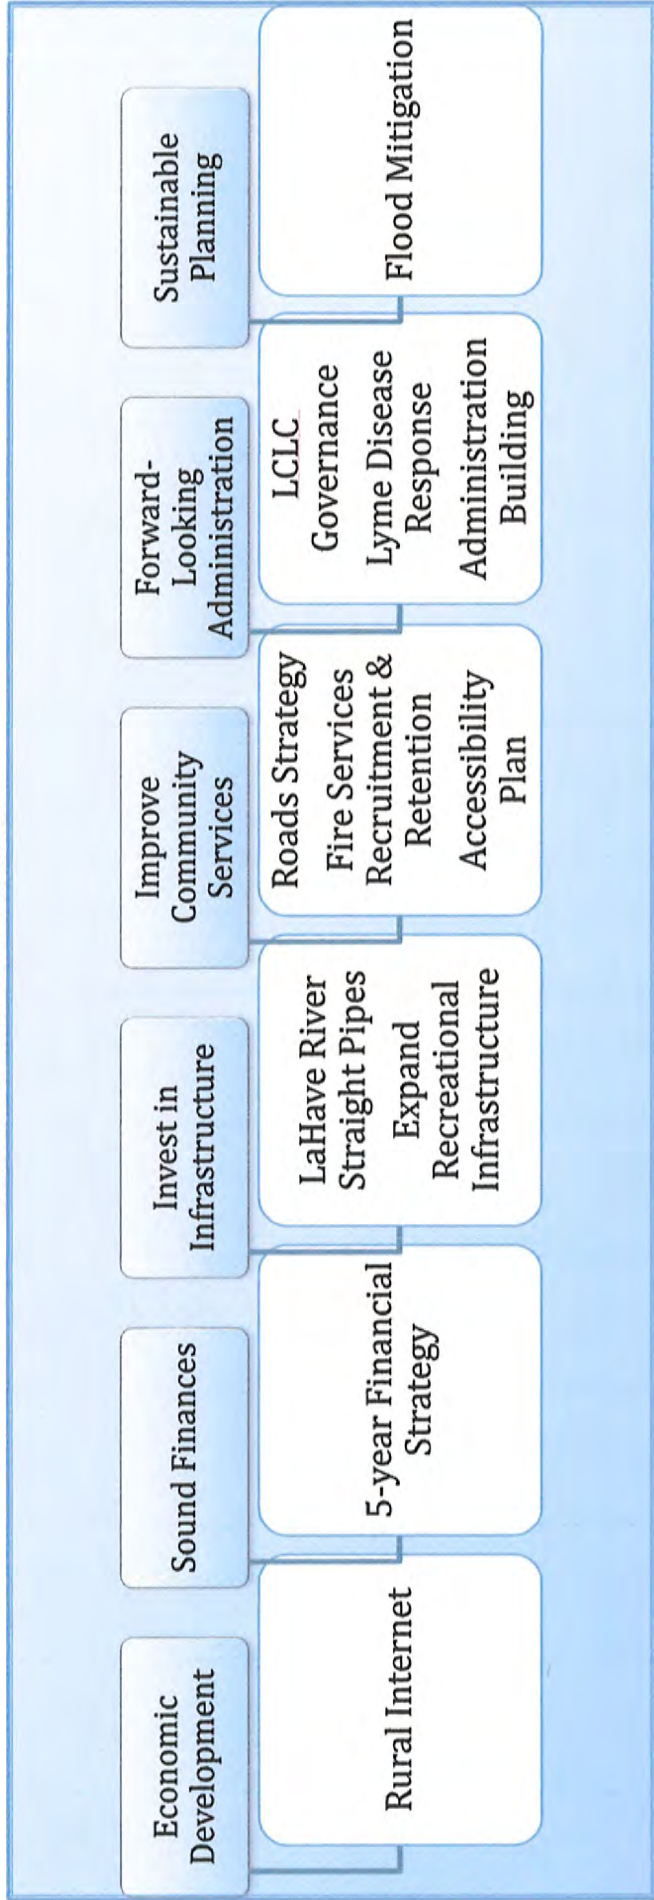 Economic
Development
Rural Internet
Sound Finances
5-year Financial
Strategy
Invest in
Infrastructure
LaHave River
Straight Pipes
Expand
Recreational
Infrastructure
Improve
Community
Services
Roads Strategy
Fire Services
Recruitment &
Retention
Accessibility
Plan
Forward-
Looking
Administration
LCLC
Governance
Lyme Disease
Response
Administration
Building
Sustainable
Planning
Flood Mitigation